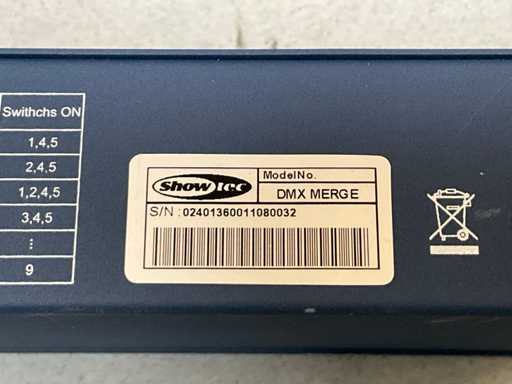 Swithchs ON
1,4,5
2,4,5
1,2,4,5
3,4,5
⋮
9
Showtec
ModelNo.
DMX MERGE
S/N :02401360011080032